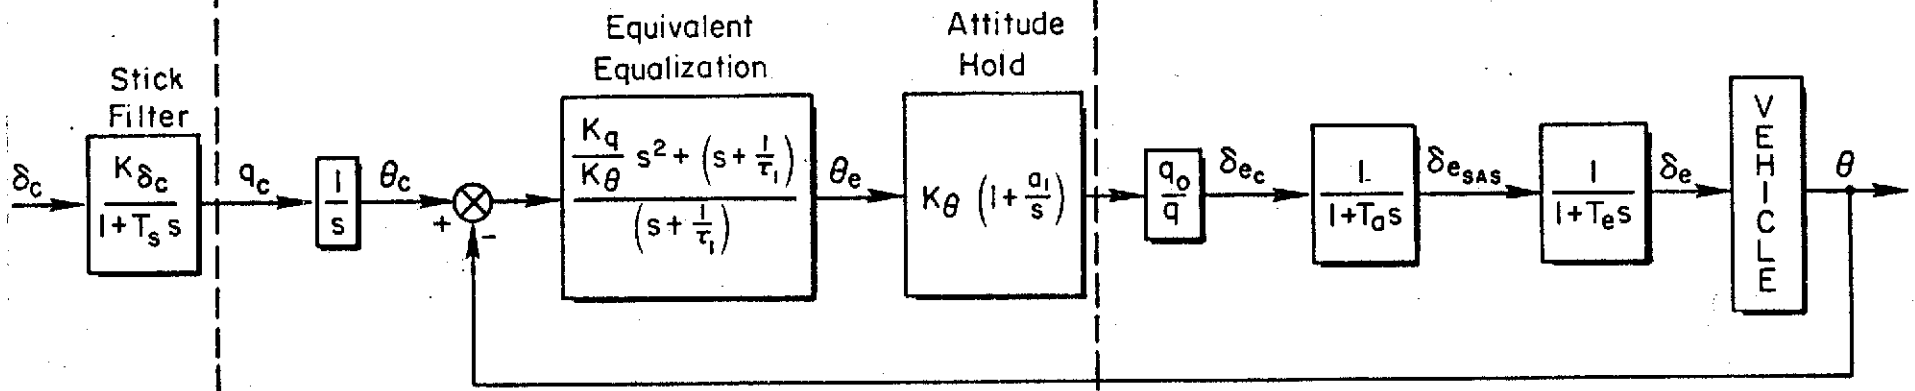 Equivalent
Equalization
Attitude
Hold
Stick
Filter
δc
Kδc
1+Ts s
qc
1
s
θc
+
-
Kq
Kθ
s² + (s + 1/τ1)
(s + 1/τ1)
θe
Kθ (1 + a1/s)
qo
q
δec
1
1+Ta s
δeSAS
1
1+Te s
δe
VEHICLE
θ